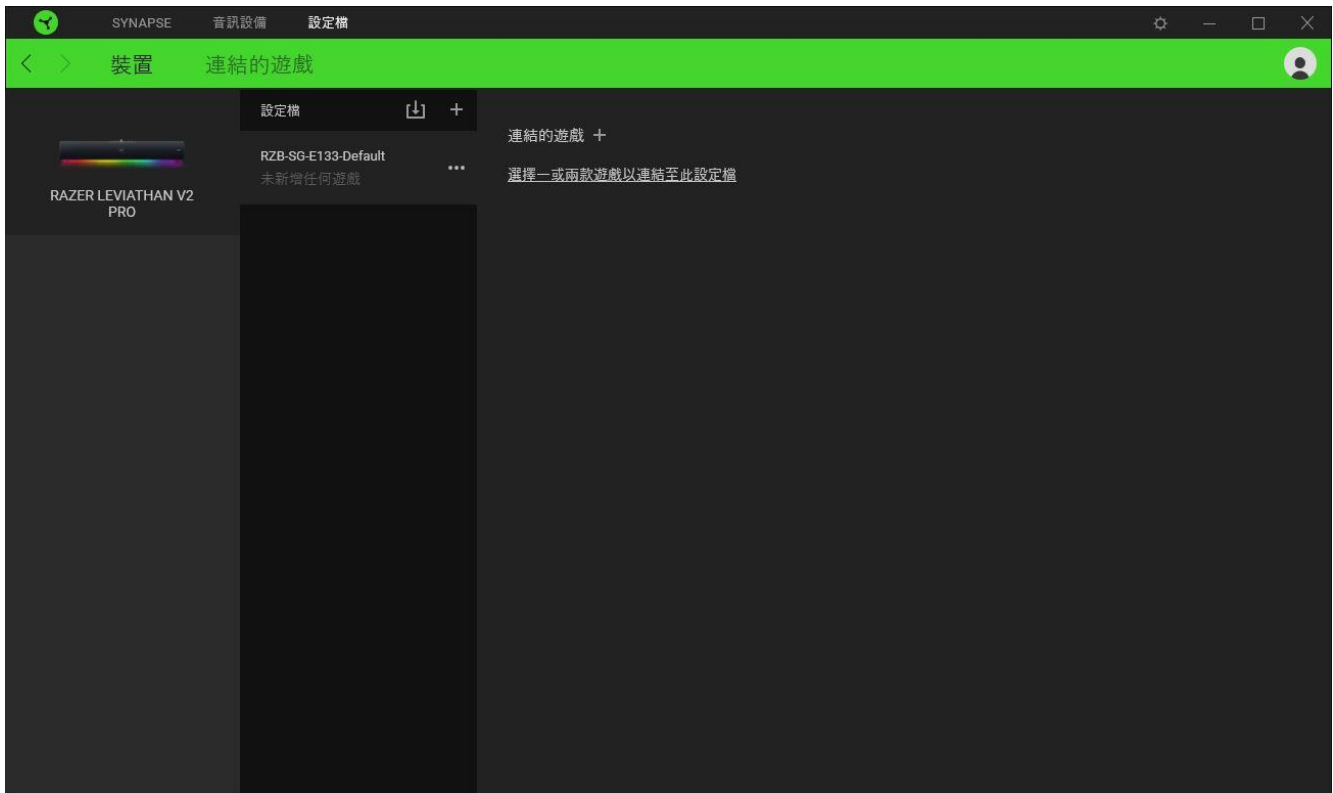 SYNAPSE 音訊設備 設定檔
裝置 連結的遊戲
RAZER LEVIATHAN V2
PRO
設定檔
RZB-SG-E133-Default
未新增任何遊戲
連結的遊戲
選擇一或兩款遊戲以連結至此設定檔